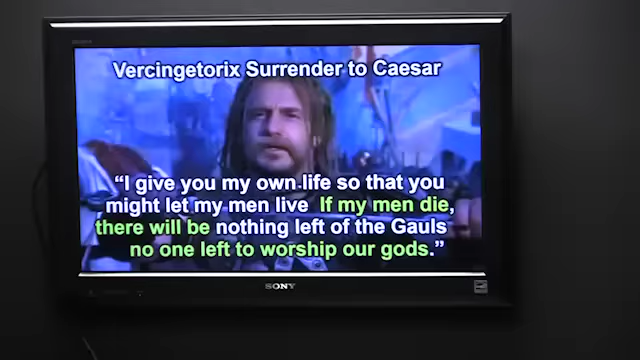 Vercingetorix Surrender to Caesar
“I give you my own life so that you
might let my men live If my men die,
there will be nothing left of the Gauls
no one left to worship our gods.”
SONY